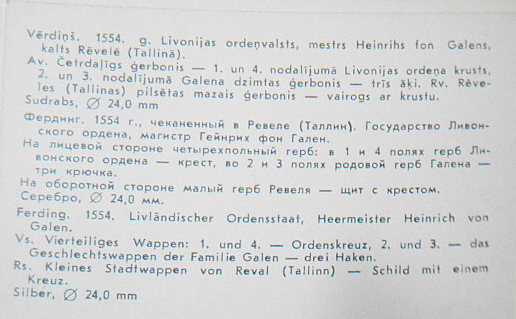 Vērdiņš. 1554. g. Livonijas ordeņvalsts, mestrs Heinrihs fon Galens,
kalts Rēvelē (Tallinā).
Av. Četrdaļīgs ģerbonis — 1. un 4. nodalījumā Livonijas ordeņa krusts,
2. un 3. nodalījumā Galena dzimtas ģerbonis — trīs āķi. Rv. Rēve-
les (Tallinas) pilsētas mazais ģerbonis — vairogs ar krustu.
Sudrabs, ∅ 24,0 mm
Фердинг. 1554 г., чеканенный в Ревеле (Таллин). Государство Ливон-
ского ордена, магистр Гейнрих фон Гален.
На лицевой стороне четырехпольный герб: в 1 и 4 полях герб Ли-
вонского ордена — крест, во 2 и 3 полях родовой герб Галена —
три крючка.
На оборотной стороне малый герб Ревеля — щит с крестом.
Серебро, ∅ 24,0 мм.
Ferding. 1554. Livländischer Ordensstaat, Heermeister Heinrich von
Galen.
Vs. Vierteiliges Wappen: 1. und 4. — Ordenskreuz, 2. und 3. — das
Geschlechtswappen der Familie Galen — drei Haken.
Rs. Kleines Stadtwappen von Reval (Tallinn) — Schild mit einem
Kreuz.
Silber, ∅ 24,0 mm